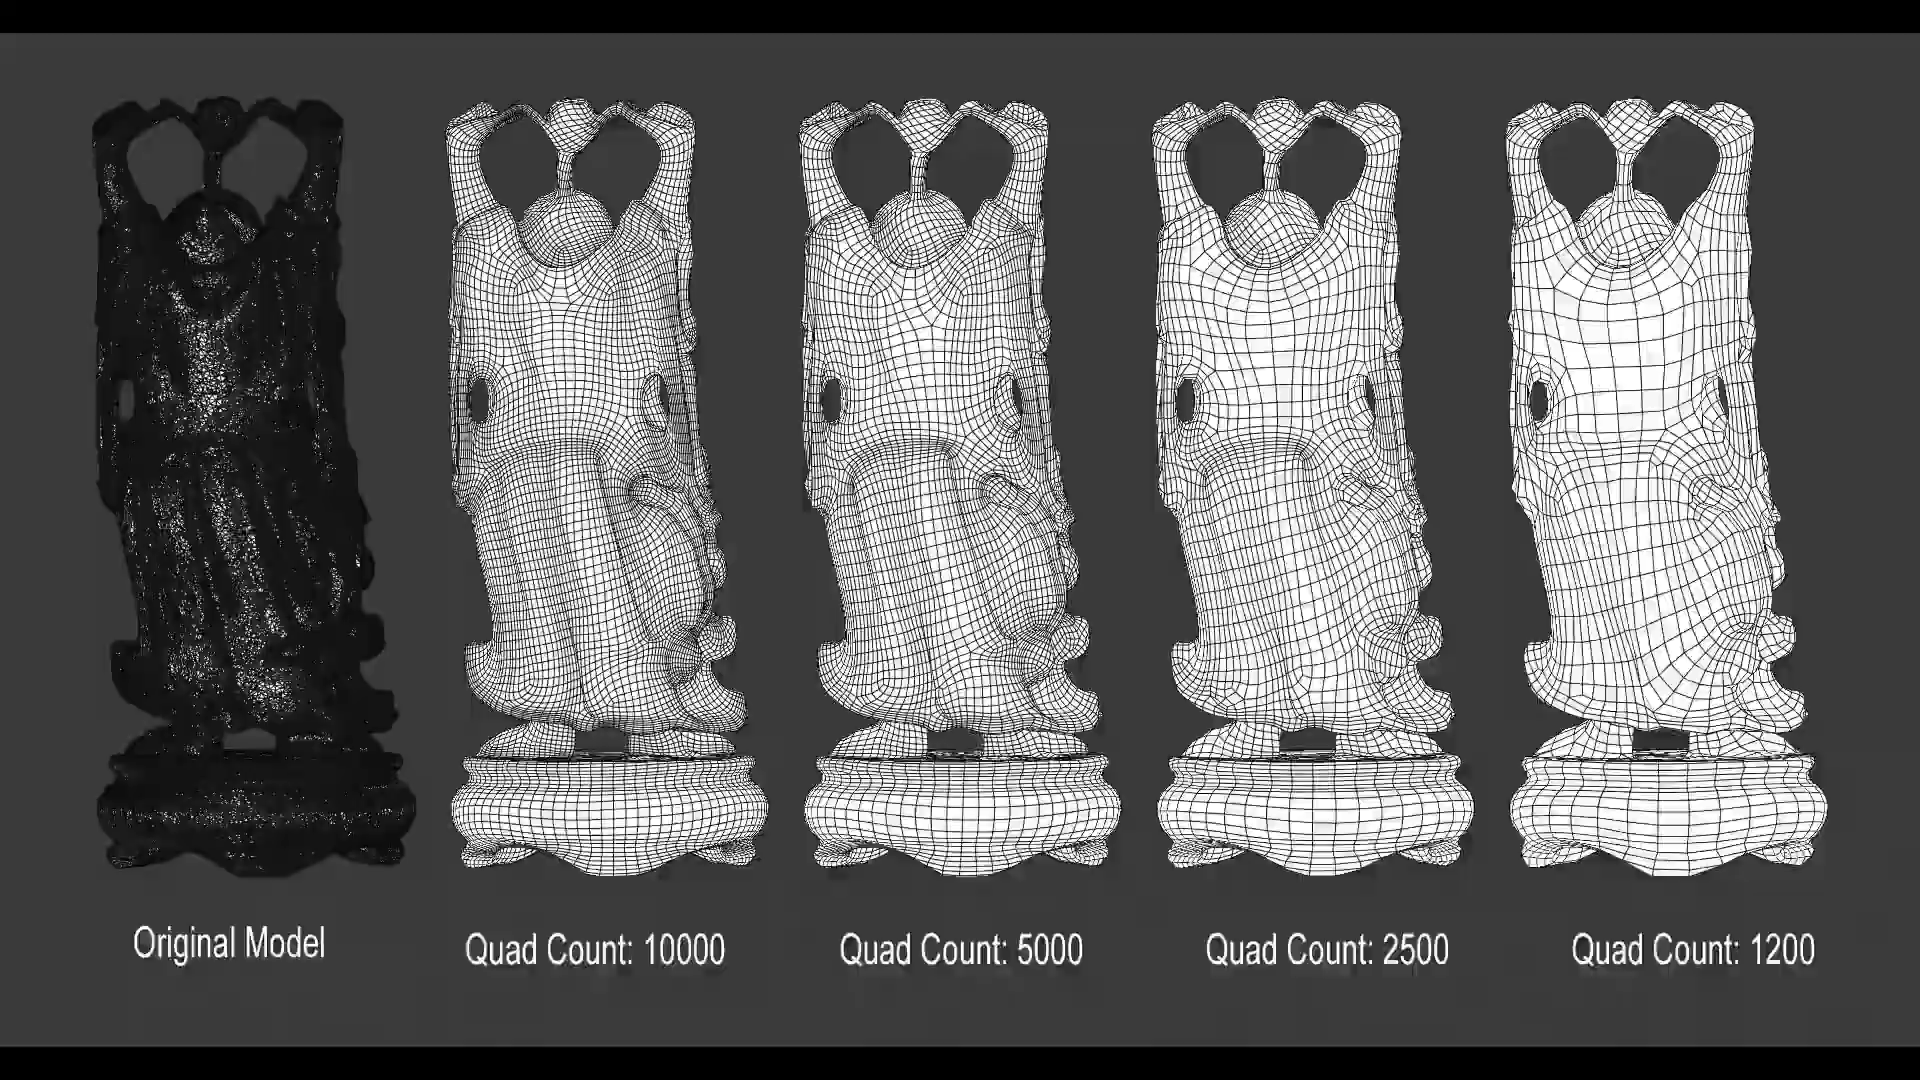 Original Model
Quad Count: 10000
Quad Count: 5000
Quad Count: 2500
Quad Count: 1200